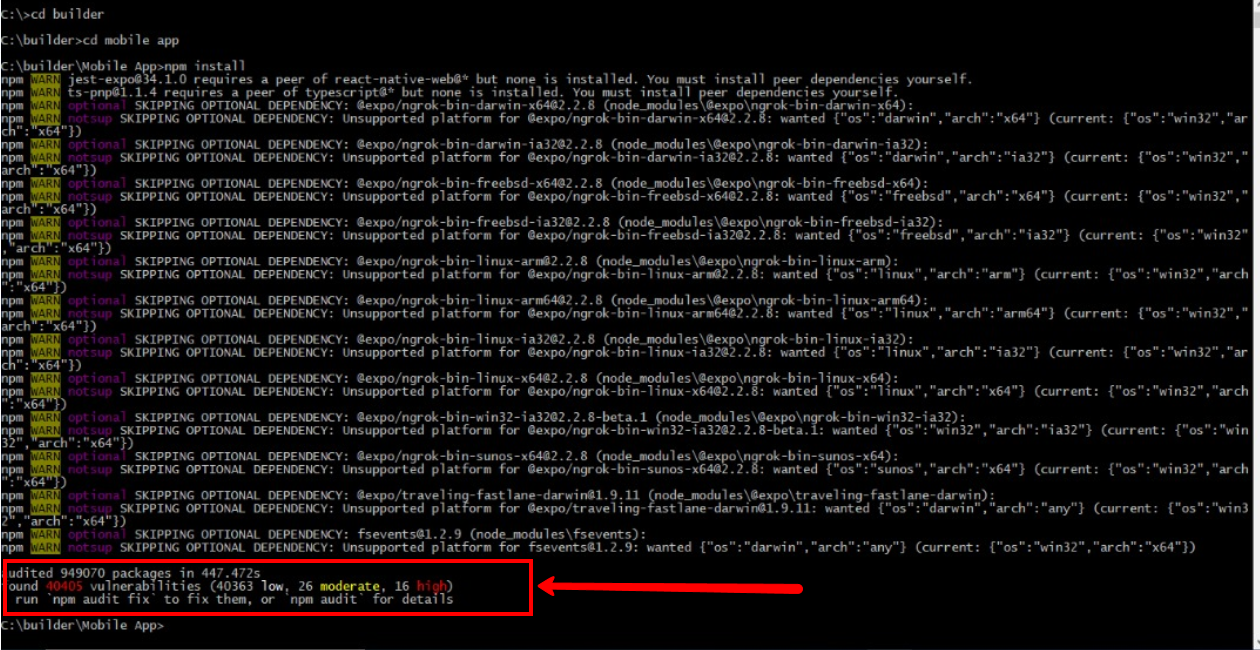 C:\>cd builder
C:\builder>cd mobile app
C:\builder\Mobile App>npm install
npm WARN jest-expo@34.1.0 requires a peer of react-native-web@* but none is installed. You must install peer dependencies yourself.
npm WARN ts-pnp@1.1.4 requires a peer of typescript@* but none is installed. You must install peer dependencies yourself.
npm WARN optional SKIPPING OPTIONAL DEPENDENCY: @expo/ngrok-bin-darwin-x64@2.2.8 (node_modules\@expo\ngrok-bin-darwin-x64):
npm WARN notsup SKIPPING OPTIONAL DEPENDENCY: Unsupported platform for @expo/ngrok-bin-darwin-x64@2.2.8: wanted {"os":"darwin","arch":"x64"} (current: {"os":"win32","ar
ch":"x64"})
npm WARN optional SKIPPING OPTIONAL DEPENDENCY: @expo/ngrok-bin-darwin-ia32@2.2.8 (node_modules\@expo\ngrok-bin-darwin-ia32):
npm WARN notsup SKIPPING OPTIONAL DEPENDENCY: Unsupported platform for @expo/ngrok-bin-darwin-ia32@2.2.8: wanted {"os":"darwin","arch":"ia32"} (current: {"os":"win32","
arch":"x64"})
npm WARN optional SKIPPING OPTIONAL DEPENDENCY: @expo/ngrok-bin-freebsd-x64@2.2.8 (node_modules\@expo\ngrok-bin-freebsd-x64):
npm WARN notsup SKIPPING OPTIONAL DEPENDENCY: Unsupported platform for @expo/ngrok-bin-freebsd-x64@2.2.8: wanted {"os":"freebsd","arch":"x64"} (current: {"os":"win32","
arch":"x64"})
npm WARN optional SKIPPING OPTIONAL DEPENDENCY: @expo/ngrok-bin-freebsd-ia32@2.2.8 (node_modules\@expo\ngrok-bin-freebsd-ia32):
npm WARN notsup SKIPPING OPTIONAL DEPENDENCY: Unsupported platform for @expo/ngrok-bin-freebsd-ia32@2.2.8: wanted {"os":"freebsd","arch":"ia32"} (current: {"os":"win32"
,"arch":"x64"})
npm WARN optional SKIPPING OPTIONAL DEPENDENCY: @expo/ngrok-bin-linux-arm@2.2.8 (node_modules\@expo\ngrok-bin-linux-arm):
npm WARN notsup SKIPPING OPTIONAL DEPENDENCY: Unsupported platform for @expo/ngrok-bin-linux-arm@2.2.8: wanted {"os":"linux","arch":"arm"} (current: {"os":"win32","arch
":"x64"})
npm WARN optional SKIPPING OPTIONAL DEPENDENCY: @expo/ngrok-bin-linux-arm64@2.2.8 (node_modules\@expo\ngrok-bin-linux-arm64):
npm WARN notsup SKIPPING OPTIONAL DEPENDENCY: Unsupported platform for @expo/ngrok-bin-linux-arm64@2.2.8: wanted {"os":"linux","arch":"arm64"} (current: {"os":"win32","
arch":"x64"})
npm WARN optional SKIPPING OPTIONAL DEPENDENCY: @expo/ngrok-bin-linux-ia32@2.2.8 (node_modules\@expo\ngrok-bin-linux-ia32):
npm WARN notsup SKIPPING OPTIONAL DEPENDENCY: Unsupported platform for @expo/ngrok-bin-linux-ia32@2.2.8: wanted {"os":"linux","arch":"ia32"} (current: {"os":"win32","ar
ch":"x64"})
npm WARN optional SKIPPING OPTIONAL DEPENDENCY: @expo/ngrok-bin-linux-x64@2.2.8 (node_modules\@expo\ngrok-bin-linux-x64):
npm WARN notsup SKIPPING OPTIONAL DEPENDENCY: Unsupported platform for @expo/ngrok-bin-linux-x64@2.2.8: wanted {"os":"linux","arch":"x64"} (current: {"os":"win32","arch
":"x64"})
npm WARN optional SKIPPING OPTIONAL DEPENDENCY: @expo/ngrok-bin-win32-ia32@2.2.8-beta.1 (node_modules\@expo\ngrok-bin-win32-ia32):
npm WARN notsup SKIPPING OPTIONAL DEPENDENCY: Unsupported platform for @expo/ngrok-bin-win32-ia32@2.2.8-beta.1: wanted {"os":"win32","arch":"ia32"} (current: {"os":"win
32","arch":"x64"})
npm WARN optional SKIPPING OPTIONAL DEPENDENCY: @expo/ngrok-bin-sunos-x64@2.2.8 (node_modules\@expo\ngrok-bin-sunos-x64):
npm WARN notsup SKIPPING OPTIONAL DEPENDENCY: Unsupported platform for @expo/ngrok-bin-sunos-x64@2.2.8: wanted {"os":"sunos","arch":"x64"} (current: {"os":"win32","arch
":"x64"})
npm WARN optional SKIPPING OPTIONAL DEPENDENCY: @expo/traveling-fastlane-darwin@1.9.11 (node_modules\@expo\traveling-fastlane-darwin):
npm WARN notsup SKIPPING OPTIONAL DEPENDENCY: Unsupported platform for @expo/traveling-fastlane-darwin@1.9.11: wanted {"os":"darwin","arch":"any"} (current: {"os":"win3
2","arch":"x64"})
npm WARN optional SKIPPING OPTIONAL DEPENDENCY: fsevents@1.2.9 (node_modules\fsevents):
npm WARN notsup SKIPPING OPTIONAL DEPENDENCY: Unsupported platform for fsevents@1.2.9: wanted {"os":"darwin","arch":"any"} (current: {"os":"win32","arch":"x64"})
audited 949070 packages in 447.472s
ound 40405 vulnerabilities (40363 low, 26 moderate, 16 high)
run `npm audit fix` to fix them, or `npm audit` for details
C:\builder\Mobile App>